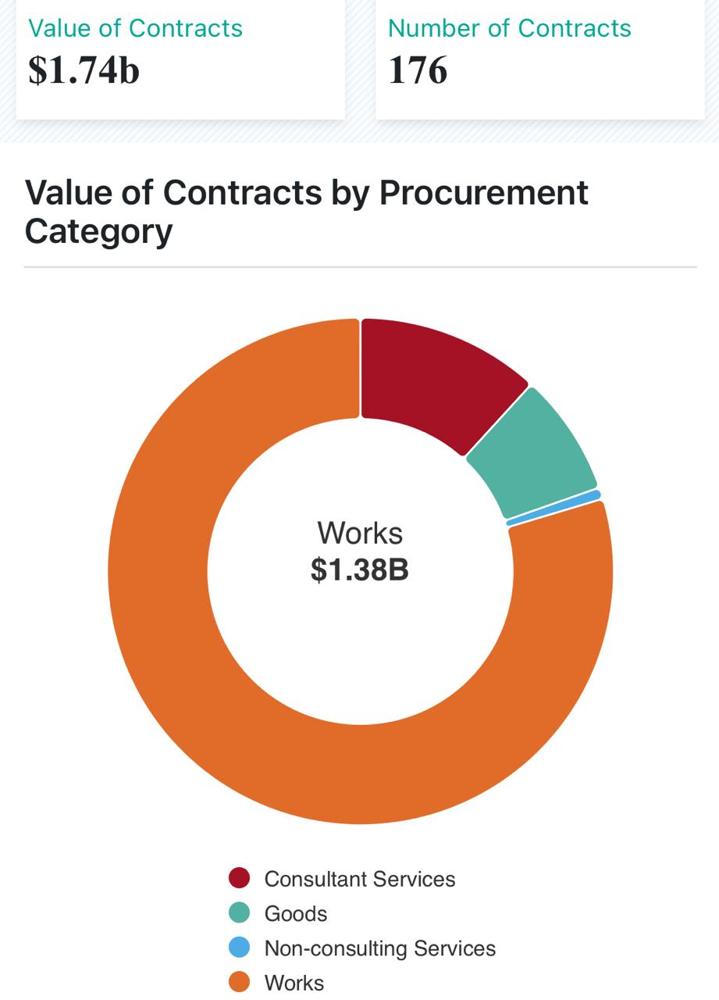 Value of Contracts
$1.74b
Number of Contracts
176
Value of Contracts by Procurement
Category
Works
$1.38B
Consultant Services
Goods
Non-consulting Services
Works